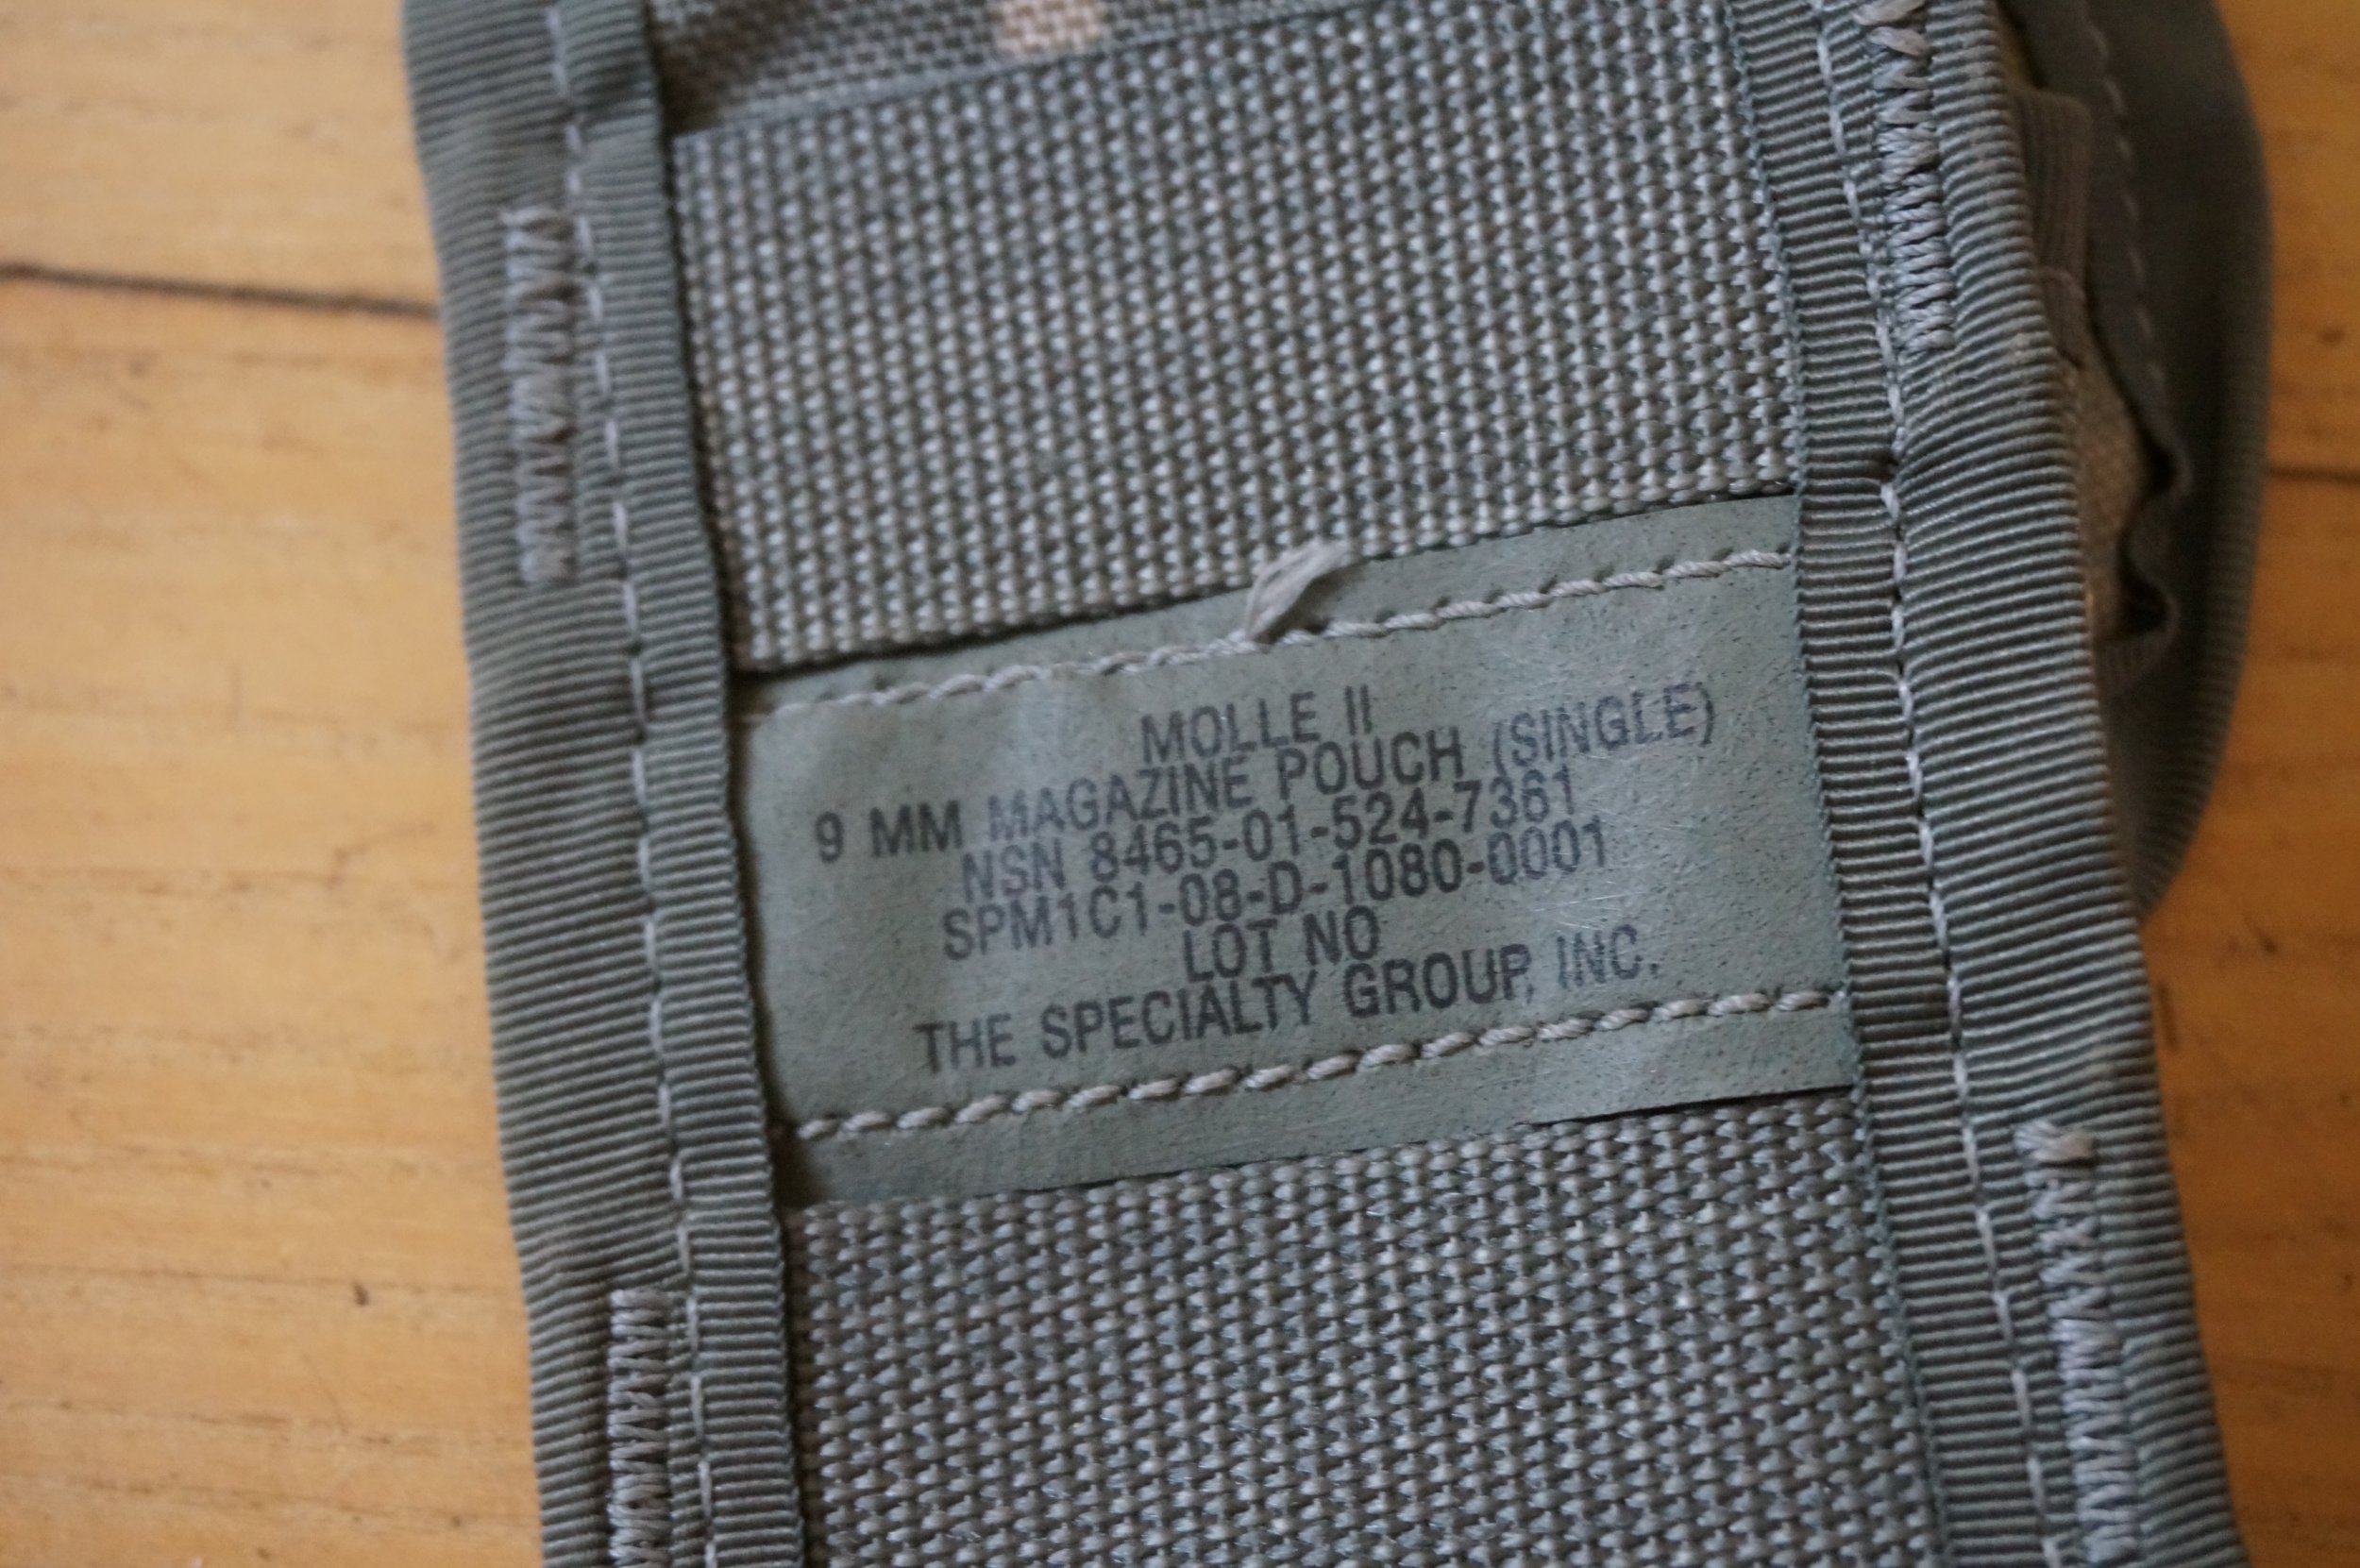 MOLLE II
9 MM MAGAZINE POUCH (SINGLE)
NSN 8465-01-524-7361
SPM1C1-08-D-1080-0001
LOT NO
THE SPECIALTY GROUP, INC.